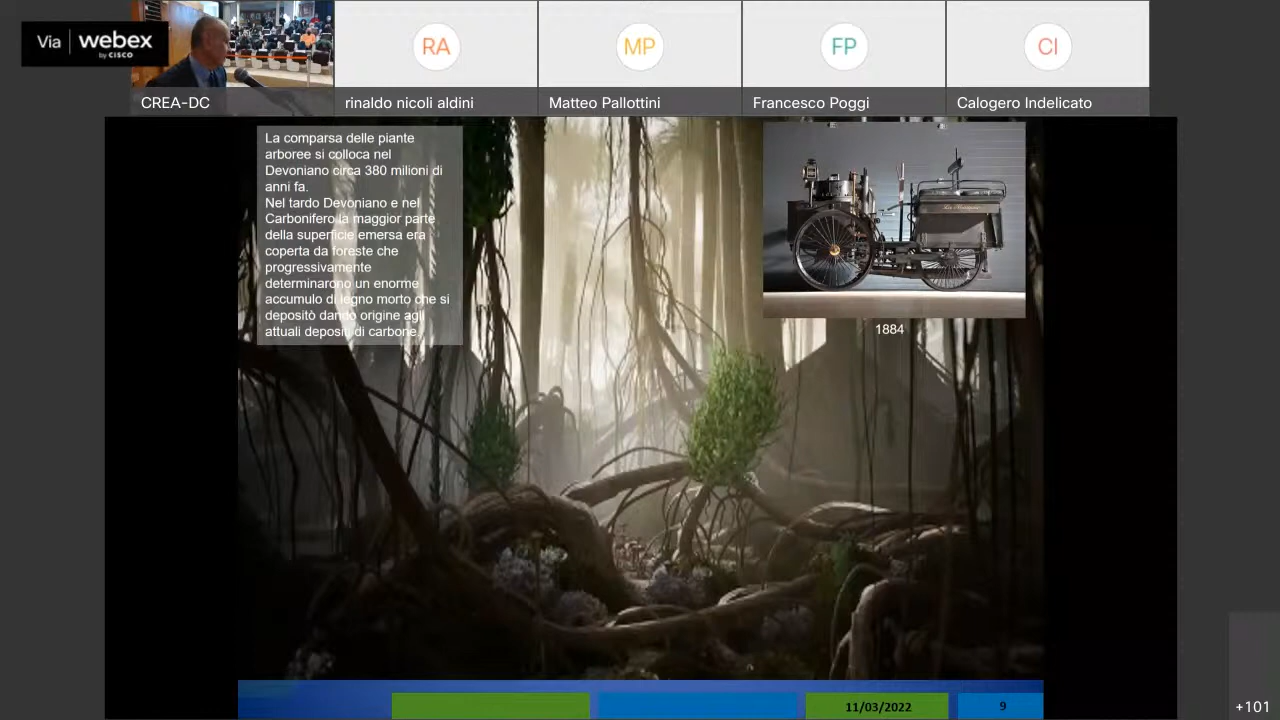 Via webex
by CISCO
CREA-DC
RA
rinaldo nicoli aldini
MP
Matteo Pallottini
FP
Francesco Poggi
CI
Calogero Indelicato
La comparsa delle piante
arboree si colloca nel
Devoniano circa 380 milioni di
anni fa.
Nel tardo Devoniano e nel
Carbonifero la maggior parte
della superficie emersa era
coperta da foreste che
progressivamente
determinarono un enorme
accumulo di legno morto che si
depositò dando origine agli
attuali depositi di carbone.
1884
11/03/2022
9
+101